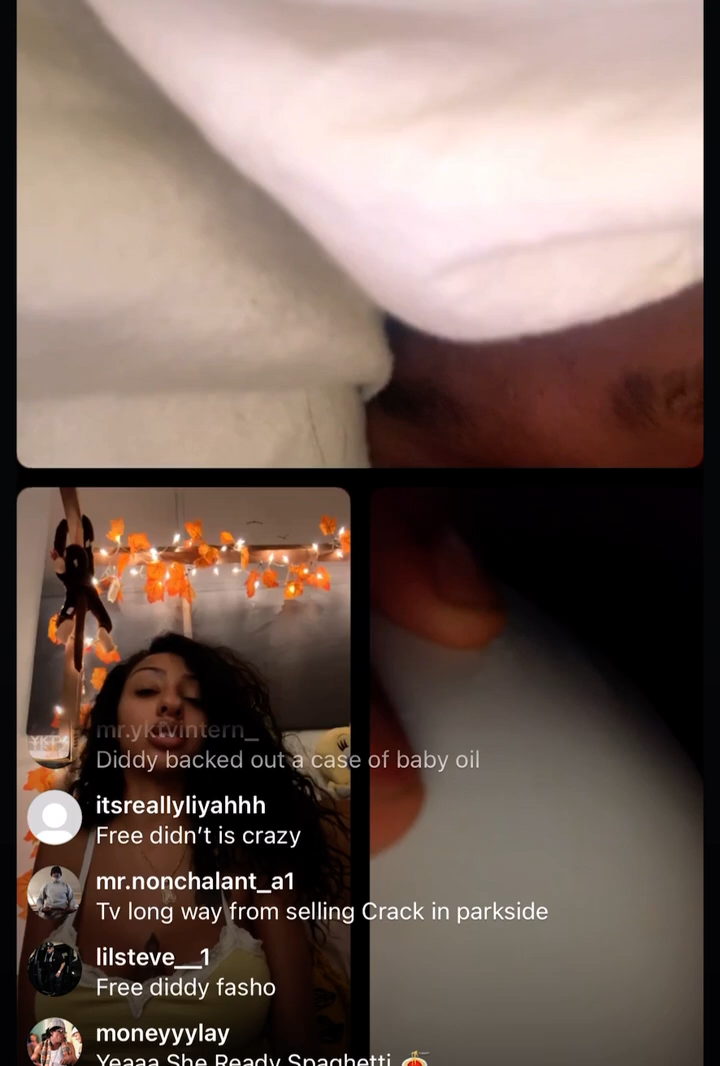 mr.yktvintern_
Diddy backed out a case of baby oil
itsreallyliyahhh
Free didn’t is crazy
mr.nonchalant_a1
Tv long way from selling Crack in parkside
lilsteve__1
Free diddy fasho
moneyyylay
Yeaaa She Ready Spaghetti 🍝